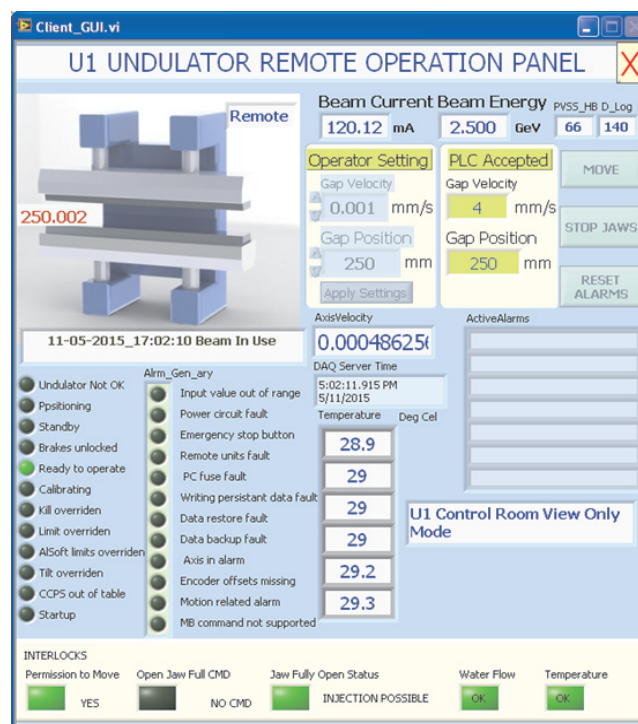 Client_GUI.vi
U1 UNDULATOR REMOTE OPERATION PANEL
X
Remote
250.002
11-05-2015_17:02:10 Beam In Use
Beam Current Beam Energy PVSS_HB D_Log
120.12 mA 2.500 GeV 66 140
Operator Setting
Gap Velocity
0.001 mm/s
Gap Position
250 mm
Apply Settings
PLC Accepted
Gap Velocity
4 mm/s
Gap Position
250 mm
MOVE
STOP JAWS
RESET
ALARMS
AxisVelocity
0.00048625
DAQ Server Time
5:02:11.915 PM
5/11/2015
Temperature Deg Cel
28.9
29
29
29
29.2
29.3
ActiveAlarms
U1 Control Room View Only
Mode
Undulator Not OK
Ppsitioning
Standby
Brakes unlocked
Ready to operate
Calibrating
Kill overriden
Limit overriden
AlSoft limits overriden
Tilt overriden
CCPS out of table
Startup
Alrm_Gen_ary
Input value out of range
Power circuit fault
Emergency stop button
Remote units fault
PC fuse fault
Writing persistant data fault
Data restore fault
Data backup fault
Axis in alarm
Encoder offsets missing
Motion related alarm
MB command not supported
INTERLOCKS
Permission to Move
YES
Open Jaw Full CMD
NO CMD
Jaw Fully Open Status
INJECTION POSSIBLE
Water Flow
OK
Temperature
OK